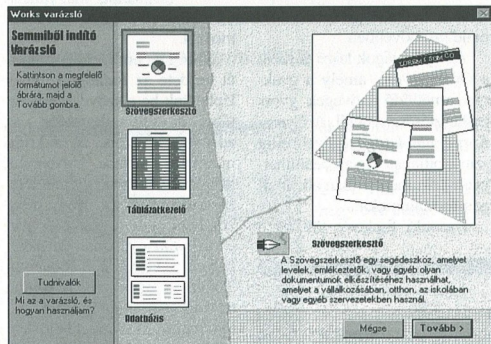 Works varázsló
Semmiből indító
Varázsló
Kattintson a megfelelő
formátumot jelölő
ábrára, majd a
Tovább gombra.
Tudnivalók
Mi az a varázsló, és
hogyan használjam?
Szövegszerkesztő
Táblázatkezelő
Adatbázis
Szövegszerkesztő
A Szövegszerkesztő egy segédeszköz, amelyet
levelek, emlékeztetők, vagy egyéb olyan
dokumentumok elkészítéséhez használhat,
amelyet a vállalkozásában, otthon, az iskolában
vagy egyéb szervezetekben használ.
Mégse
Tovább >